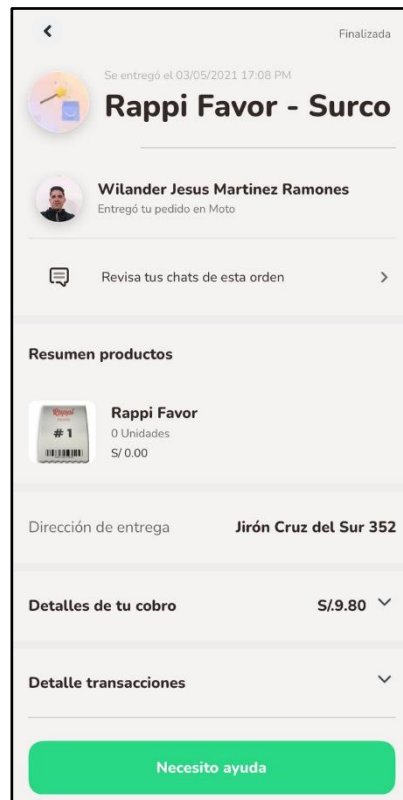 Finalizada
Se entregó el 03/05/2021 17:08 PM
Rappi Favor - Surco
Wilander Jesus Martinez Ramones
Entregó tu pedido en Moto
Revisa tus chats de esta orden
Resumen productos
Rappi
#1
Rappi Favor
0 Unidades
S/ 0.00
Dirección de entrega Jirón Cruz del Sur 352
Detalles de tu cobro S/.9.80
Detalle transacciones
Necesito ayuda